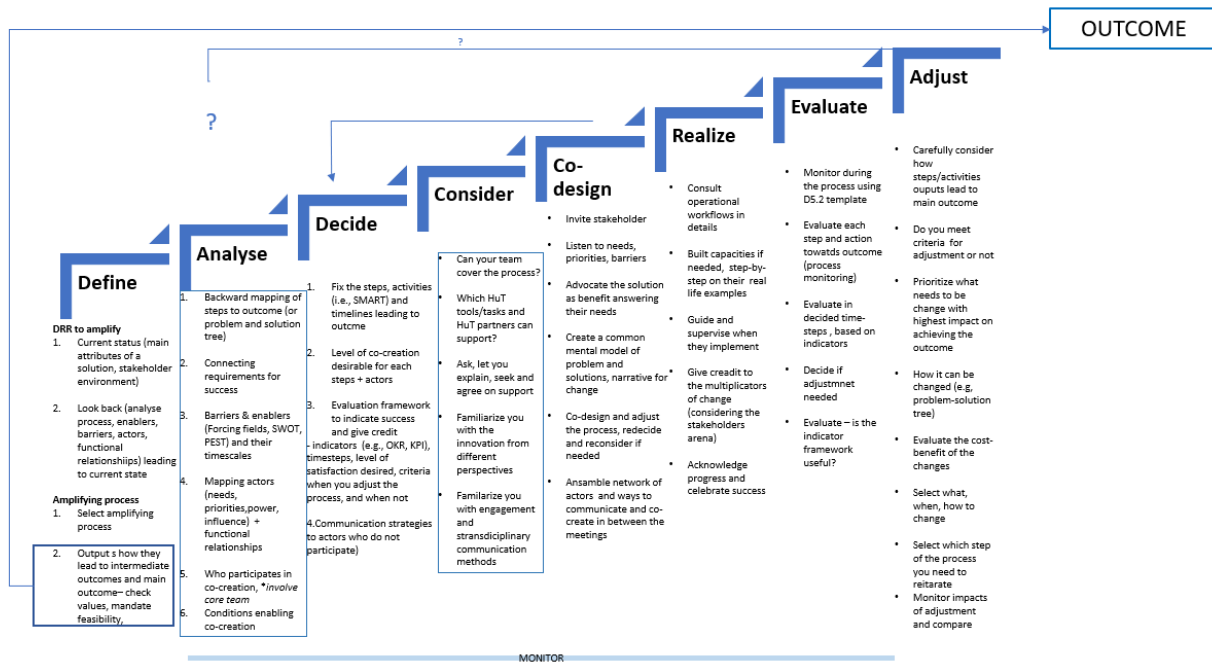 OUTCOME
?
?
Define
DRR to amplify
1. Current status (main
attributes of a
solution, stakeholder
environment)
2. Look back (analyse
process, enablers,
barriers, actors,
functional
relationshiips) leading
to current state
Amplifying process
1. Select amplifying
process
2. Output s how they
lead to intermediate
outcomes and main
outcome– check
values, mandate
feasibility,
Analyse
1. Backward mapping of
steps to outcome (or
problem and solution
tree)
2. Connecting
requirements for
success
3. Barriers & enablers
(Forcing fields, SWOT,
PEST) and their
timescales
4. Mapping actors
(needs,
priorities,power,
influence) +
functional
relationships
5. Who participates in
co-creation, *involve
core team
6. Conditions enabling
co-creation
Decide
1. Fix the steps, activities
(i.e., SMART) and
timelines leading to
outcme
2. Level of co-creation
desirable for each
steps + actors
3. Evaluation framework
to indicate success
and give credit
- indicators (e.g., OKR, KPI),
timesteps, level of
satisfaction desired, criteria
when you adjust the
process, and when not
4.Communication strategies
to actors who do not
participate)
Consider
• Can your team
cover the process?
• Which HuT
tools/tasks and
HuT partners can
support?
• Ask, let you
explain, seek and
agree on support
• Familiarize you
with the
innovation from
different
perspectives
• Familarize you
with engagement
and
stransdiciplinary
communication
methods
Co-
design
• Invite stakeholder
• Listen to needs,
priorities, barriers
• Advocate the solution
as benefit answering
their needs
• Create a common
mental model of
problem and
solutions, narrative for
change
• Co-design and adjust
the process, redecide
and reconsider if
needed
• Ansamble network of
actors and ways to
communicate and co-
create in between the
meetings
Realize
• Consult
operational
workflows in
details
• Built capacities if
needed, step-by-
step on their real
life examples
• Guide and
supervise when
they implement
• Give creadit to
the multiplicators
of change
(considering the
stakeholders
arena)
• Acknowledge
progress and
celebrate success
Evaluate
• Monitor during
the process using
D5.2 template
• Evaluate each
step and action
towatds outcome
(process
monitoring)
• Evaluate in
decided time-
steps , based on
indicators
• Decide if
adjustmnet
needed
• Evaluate – is the
indicator
framework
useful?
Adjust
• Carefully consider
how
steps/activities
ouputs lead to
main outcome
• Do you meet
criteria for
adjustment or not
• Prioritize what
needs to be
change with
highest impact on
achieving the
outcome
• How it can be
changed (e.g,
problem-solution
tree)
• Evaluate the cost-
benefit of the
changes
• Select what,
when, how to
change
• Select which step
of the process
you need to
reitarate
• Monitor impacts
of adjustment
and compare
MONITOR